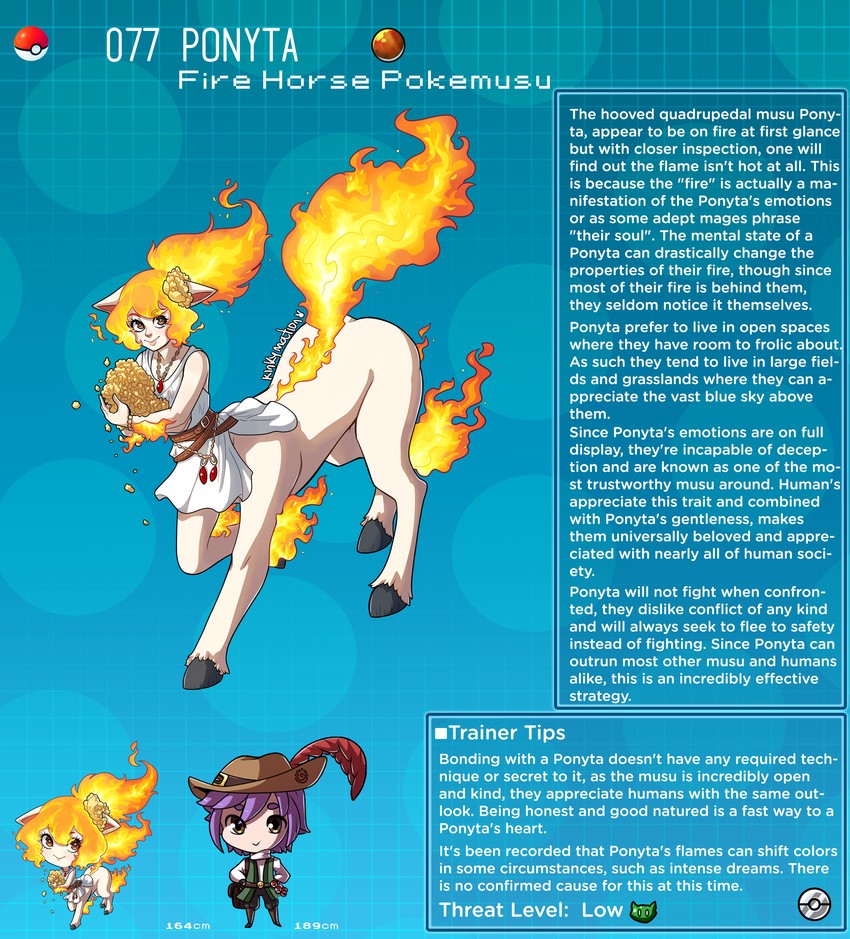 077 PONYTA
Fire Horse Pokemusu
The hooved quadrupedal musu Pony-
ta, appear to be on fire at first glance
but with closer inspection, one will
find out the flame isn't hot at all. This
is because the "fire" is actually a ma-
nifestation of the Ponyta's emotions
or as some adept mages phrase
"their soul". The mental state of a
Ponyta can drastically change the
properties of their fire, though since
most of their fire is behind them,
they seldom notice it themselves.
Ponyta prefer to live in open spaces
where they have room to frolic about.
As such they tend to live in large fiel-
ds and grasslands where they can a-
ppreciate the vast blue sky above
them.
Since Ponyta's emotions are on full
display, they're incapable of decep-
tion and are known as one of the mo-
st trustworthy musu around. Human's
appreciate this trait and combined
with Ponyta's gentleness, makes
them universally beloved and appre-
ciated with nearly all of human soci-
ety.
Ponyta will not fight when confron-
ted, they dislike conflict of any kind
and will always seek to flee to safety
instead of fighting. Since Ponyta can
outrun most other musu and humans
alike, this is an incredibly effective
strategy.
kinkymation
■Trainer Tips
Bonding with a Ponyta doesn't have any required tech-
nique or secret to it, as the musu is incredibly open
and kind, they appreciate humans with the same out-
look. Being honest and good natured is a fast way to a
Ponyta's heart.
It's been recorded that Ponyta's flames can shift colors
in some circumstances, such as intense dreams. There
is no confirmed cause for this at this time.
Threat Level: Low
164cm
189cm